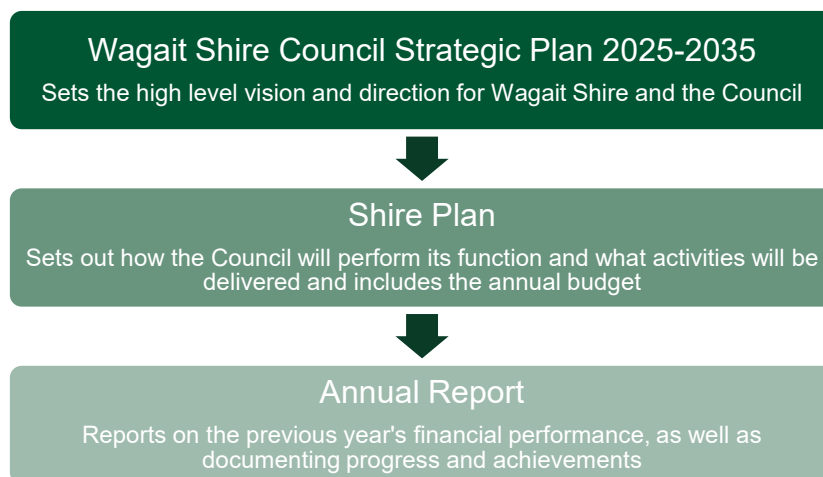 Wagait Shire Council Strategic Plan 2025-2035
Sets the high level vision and direction for Wagait Shire and the Council
Shire Plan
Sets out how the Council will perform its function and what activities will be
delivered and includes the annual budget
Annual Report
Reports on the previous year's financial performance, as well as
documenting progress and achievements